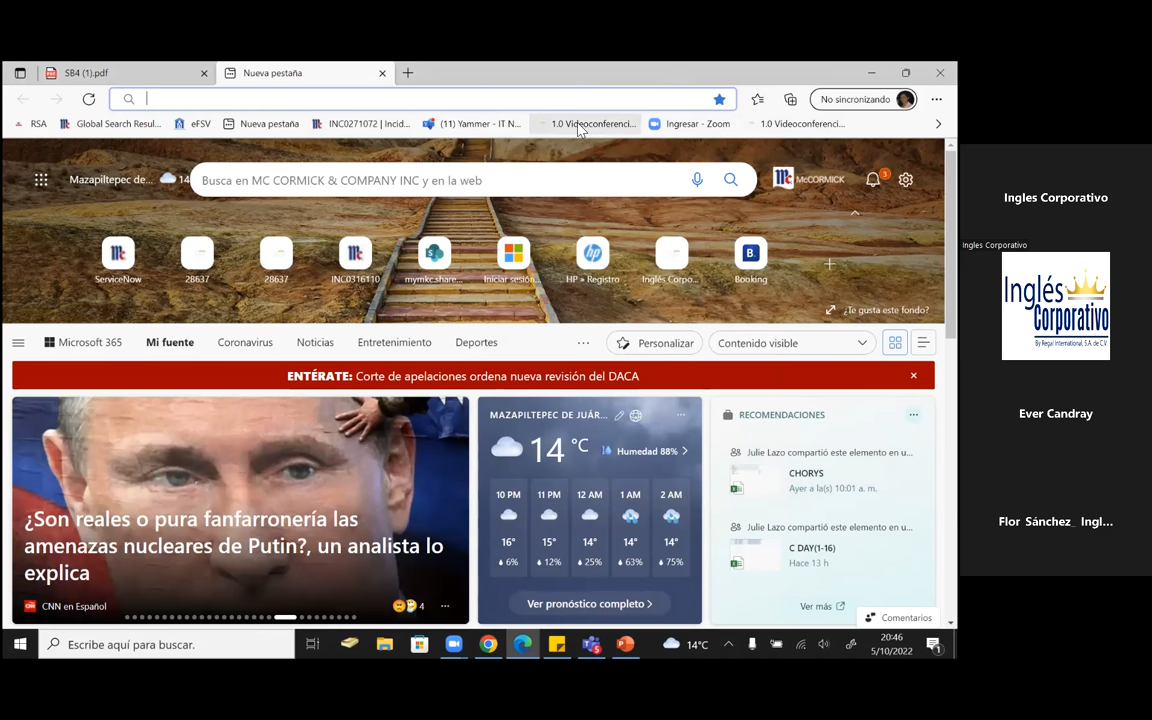 SB4 (1).pdf
Nueva pestaña
No sincronizando
RSA
Global Search Resul...
eFSV
Nueva pestaña
INC0271072 | Incid...
(11) Yammer - IT N...
1.0 Videoconferenci...
Ingresar - Zoom
1.0 Videoconferenci...
Mazapiltepec de...
14
Busca en MC CORMICK & COMPANY INC y en la web
McCORMICK
3
ServiceNow
28637
28637
INC0316110
mymkc.share...
Iniciar sesión...
HP » Registro
Inglés Corpo...
Booking
¿Te gusta este fondo?
Microsoft 365
Mi fuente
Coronavirus
Noticias
Entretenimiento
Deportes
Personalizar
Contenido visible
ENTÉRATE: Corte de apelaciones ordena nueva revisión del DACA
¿Son reales o pura fanfarronería las
amenazas nucleares de Putin?, un analista lo
explica
CNN en Español
4
MAZAPILTEPEC DE JUÁR...
14 °C
Humedad 88%
10 PM 11 PM 12 AM 1 AM 2 AM
16° 15° 14° 14° 14°
6% 12% 25% 63% 75%
Ver pronóstico completo
RECOMENDACIONES
Julie Lazo compartió este elemento en u...
CHORYS
Ayer a la(s) 10:01 a. m.
Julie Lazo compartió este elemento en u...
C DAY(1-16)
Hace 13 h
Ver más
Comentarios
Escribe aquí para buscar.
14°C
20:46
5/10/2022
1
Ingles Corporativo
Ingles Corporativo
Inglés
Corporativo
By Regal International, S.A. de C.V.
Ever Candray
Flor Sánchez_ Ingl...